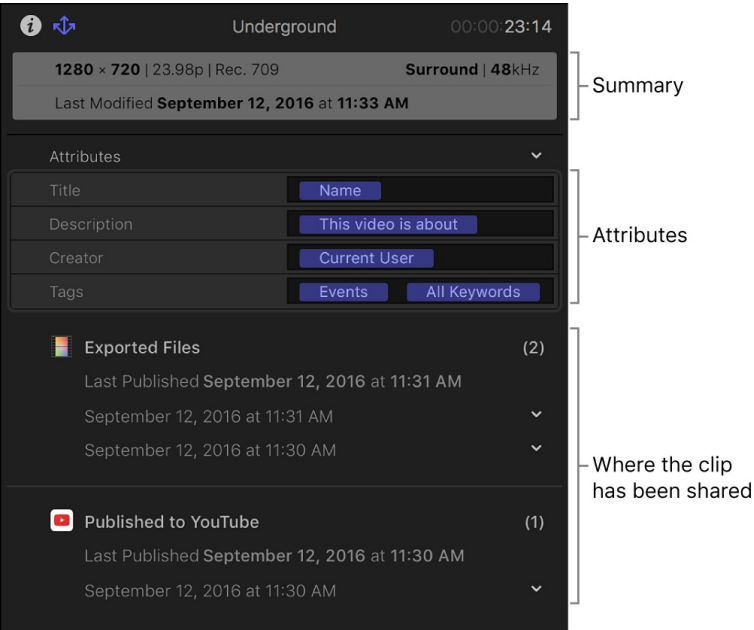 Underground 00:00:23:14
1280 × 720 | 23.98p | Rec. 709 Surround | 48kHz
Last Modified September 12, 2016 at 11:33 AM
Summary
Attributes
Title Name
Description This video is about
Creator Current User
Tags Events All Keywords
Attributes
Exported Files (2)
Last Published September 12, 2016 at 11:31 AM
September 12, 2016 at 11:31 AM
September 12, 2016 at 11:30 AM
Where the clip
has been shared
Published to YouTube (1)
Last Published September 12, 2016 at 11:30 AM
September 12, 2016 at 11:30 AM